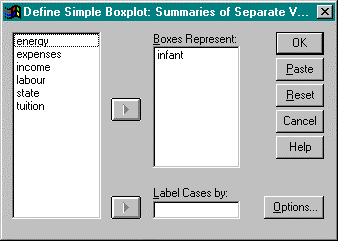 Define Simple Boxplot: Summaries of Separate V...
energy
expenses
income
labour
state
tuition
Boxes Represent:
infant
Label Cases by:
OK
Paste
Reset
Cancel
Help
Options...